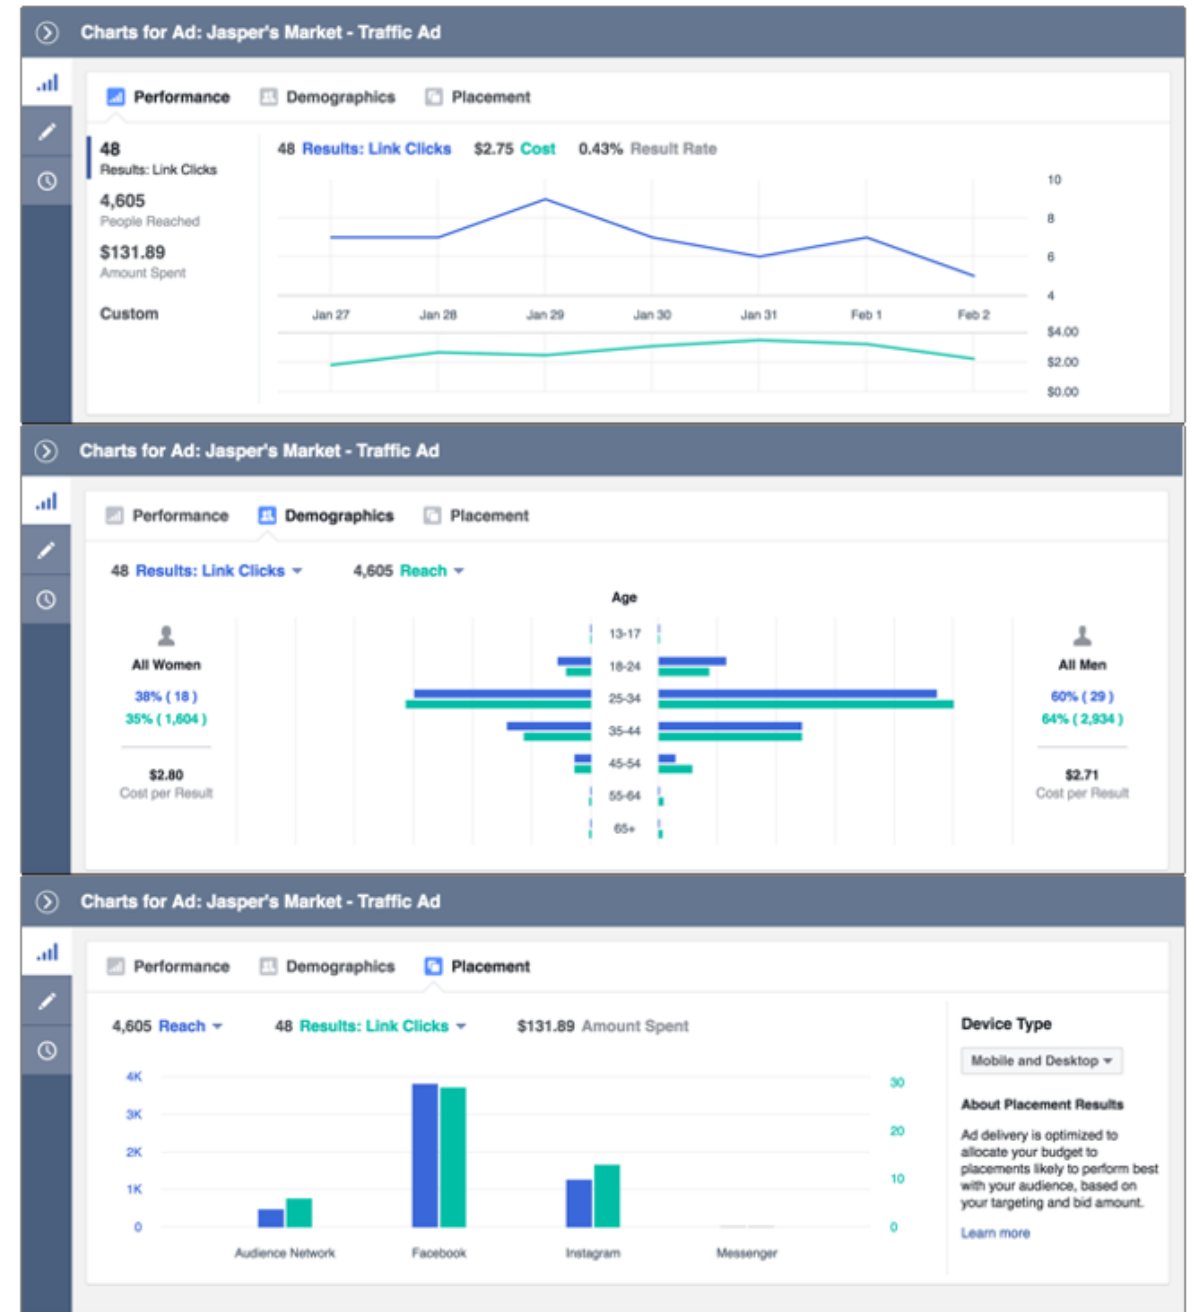 Charts for Ad: Jasper's Market - Traffic Ad
Performance Demographics Placement
48
Results: Link Clicks
4,605
People Reached
$131.89
Amount Spent
Custom
48 Results: Link Clicks $2.75 Cost 0.43% Result Rate
10
8
6
4
Jan 27 Jan 28 Jan 29 Jan 30 Jan 31 Feb 1 Feb 2
$4.00
$2.00
$0.00
Charts for Ad: Jasper's Market - Traffic Ad
Performance Demographics Placement
48 Results: Link Clicks 4,605 Reach
Age
All Women
38% ( 18 )
35% ( 1,604 )
$2.80
Cost per Result
13-17
18-24
25-34
35-44
45-54
55-64
65+
All Men
60% ( 29 )
64% ( 2,934 )
$2.71
Cost per Result
Charts for Ad: Jasper's Market - Traffic Ad
Performance Demographics Placement
4,605 Reach 48 Results: Link Clicks $131.89 Amount Spent
4K
3K
2K
1K
0
30
20
10
0
Audience Network Facebook Instagram Messenger
Device Type
Mobile and Desktop
About Placement Results
Ad delivery is optimized to
allocate your budget to
placements likely to perform best
with your audience, based on
your targeting and bid amount.
Learn more